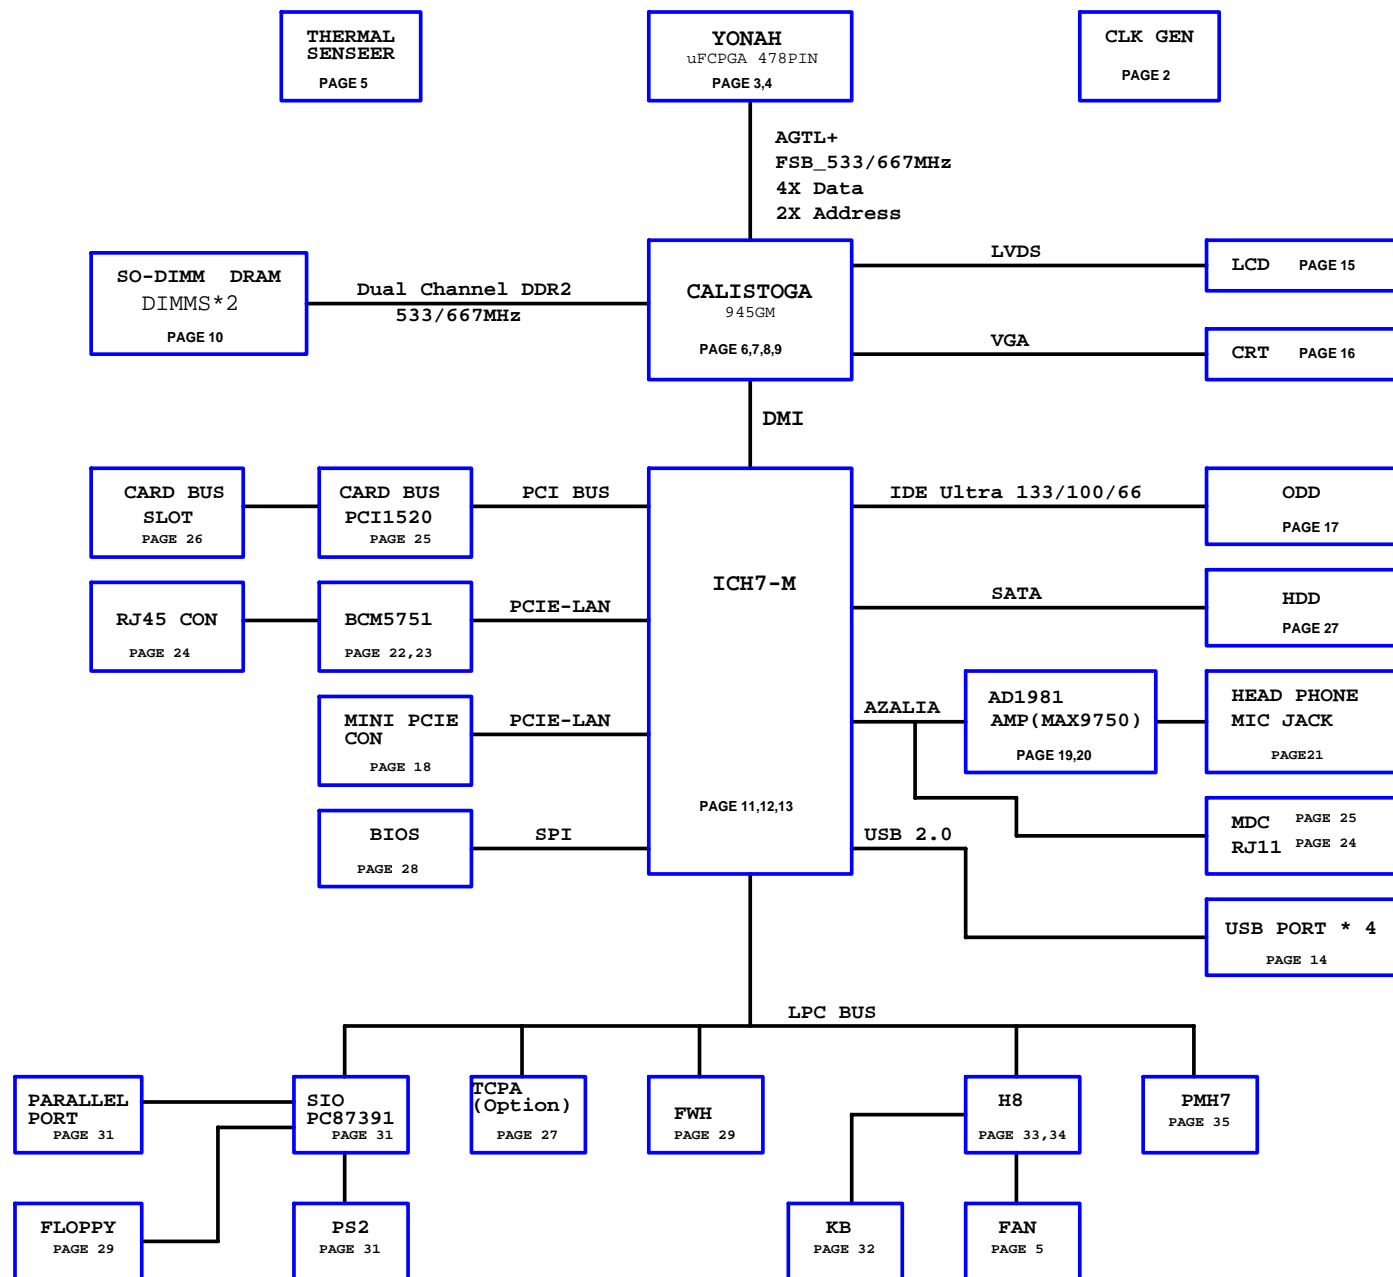 THERMAL
SENSEER
PAGE 5
YONAH
uFCPGA 478PIN
PAGE 3,4
CLK GEN
PAGE 2
AGTL+
FSB_533/667MHz
4X Data
2X Address
SO-DIMM DRAM
DIMMS*2
PAGE 10
Dual Channel DDR2
533/667MHz
CALISTOGA
945GM
PAGE 6,7,8,9
LVDS
LCD PAGE 15
VGA
CRT PAGE 16
DMI
CARD BUS
SLOT
PAGE 26
CARD BUS
PCI1520
PAGE 25
PCI BUS
ICH7-M
PAGE 11,12,13
IDE Ultra 133/100/66
ODD
PAGE 17
RJ45 CON
PAGE 24
BCM5751
PAGE 22,23
PCIE-LAN
SATA
HDD
PAGE 27
MINI PCIE
CON
PAGE 18
PCIE-LAN
AZALIA
AD1981
AMP(MAX9750)
PAGE 19,20
HEAD PHONE
MIC JACK
PAGE21
BIOS
PAGE 28
SPI
USB 2.0
MDC PAGE 25
RJ11 PAGE 24
USB PORT * 4
PAGE 14
LPC BUS
PARALLEL
PORT
PAGE 31
SIO
PC87391
PAGE 31
TCPA
(Option)
PAGE 27
FWH
PAGE 29
H8
PAGE 33,34
PMH7
PAGE 35
FLOPPY
PAGE 29
PS2
PAGE 31
KB
PAGE 32
FAN
PAGE 5